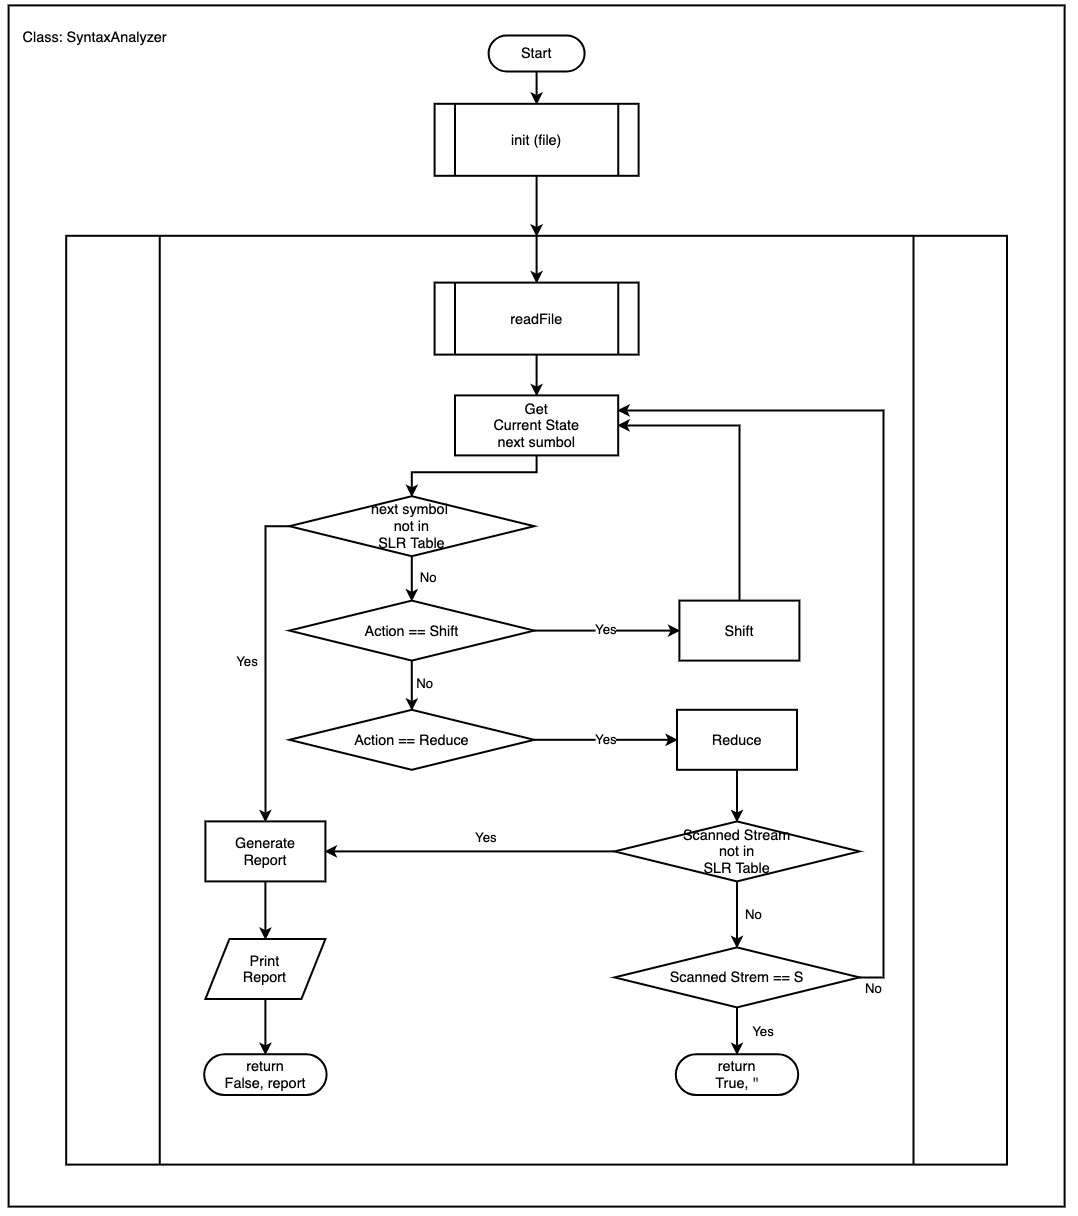 Class: SyntaxAnalyzer
Start
init (file)
readFile
Get
Current State
next sumbol
next symbol
not in
SLR Table
No
Action == Shift
Yes
Shift
Yes
No
Action == Reduce
Yes
Reduce
Generate
Report
Yes
Scanned Stream
not in
SLR Table
No
Print
Report
Scanned Strem == S
No
Yes
return
False, report
return
True, "